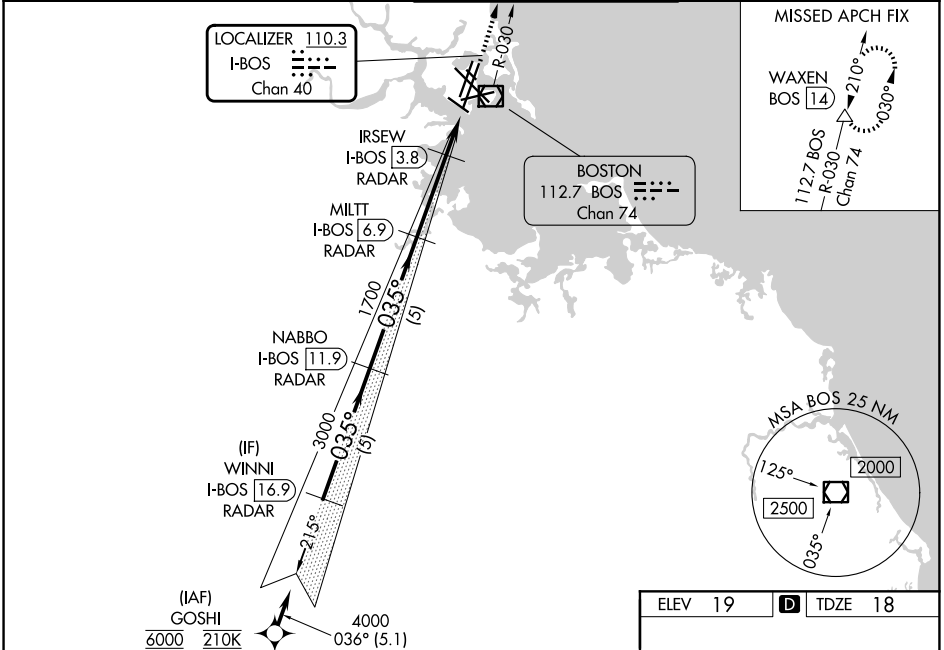 LOCALIZER 110.3
I-BOS
Chan 40
R-030
MISSED APCH FIX
WAXEN
BOS 14
210°
030°
112.7 BOS
R-030
Chan 74
IRSEW
I-BOS 3.8
RADAR
BOSTON
112.7 BOS
Chan 74
MILTT
I-BOS 6.9
RADAR
1700
035°
(5)
NABBO
I-BOS 11.9
RADAR
3000
035°
(5)
(IF)
WINNI
I-BOS 16.9
RADAR
215°
MSA BOS 25 NM
125°
2000
2500
035°
(IAF)
GOSHI
6000 210K
4000
036° (5.1)
ELEV 19 D TDZE 18